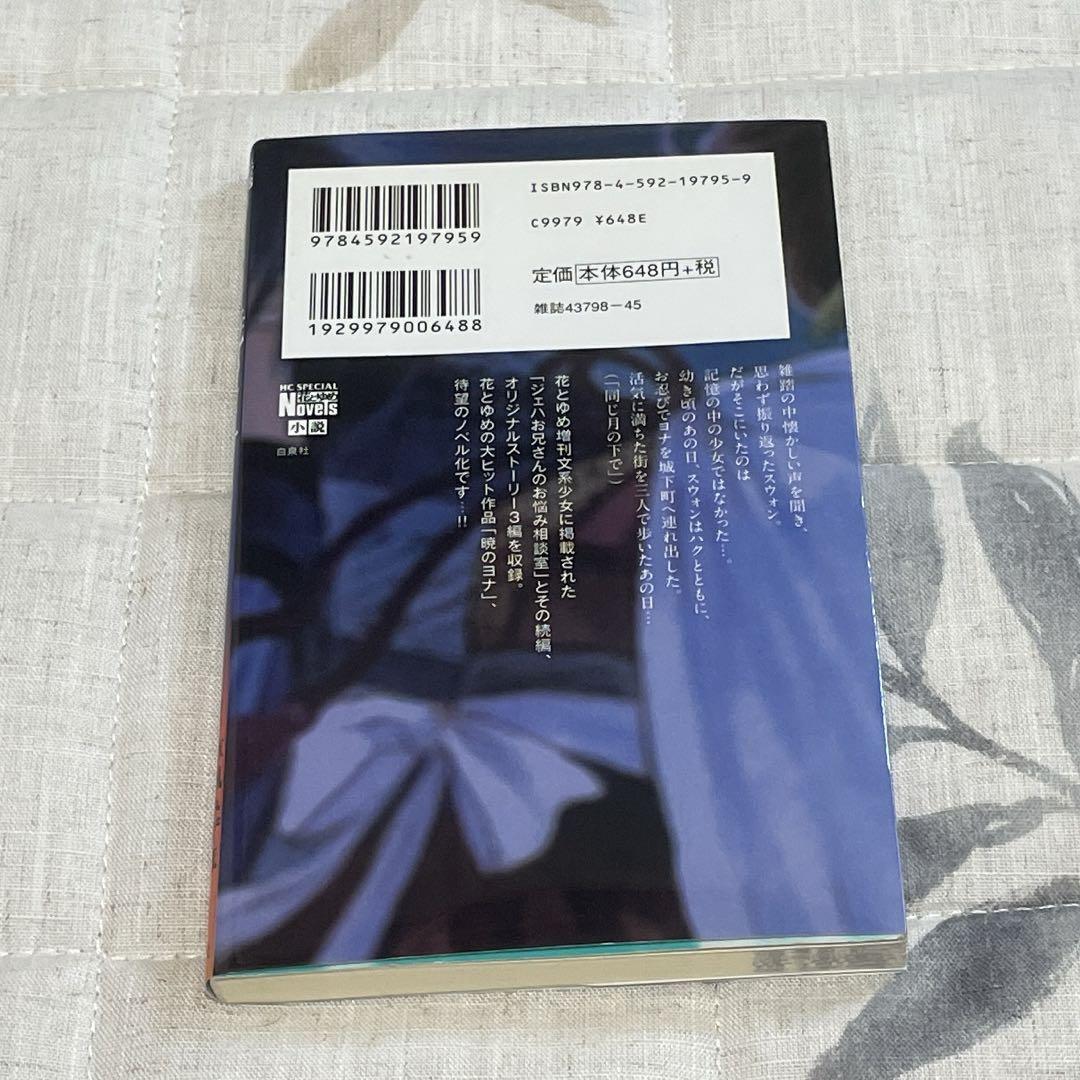 ISBN978-4-592-19795-9
C9979 ¥648E
9784592197959
定価 本体648円+税
雑誌43798-45
1929979006488
雑踏の中懐かしい声を聞き、
思わず振り返ったスウォン。
だがそこにいたのは
記憶の中の少女ではなかった…。
幼き頃のあの日、スウォンはハクとともに、
お忍びでヨナを城下町へ連れ出した。
活気に満ちた街を三人で歩いたあの日…
(「同じ月の下で」)
花とゆめ増刊文系少女に掲載された
「ジェハお兄さんのお悩み相談室」とその続編、
オリジナルストーリー3編を収録。
花とゆめの大ヒット作品「暁のヨナ」、
待望のノベル化です…!!
HC SPECIAL
花とゆめ
Novels
小説
白泉社